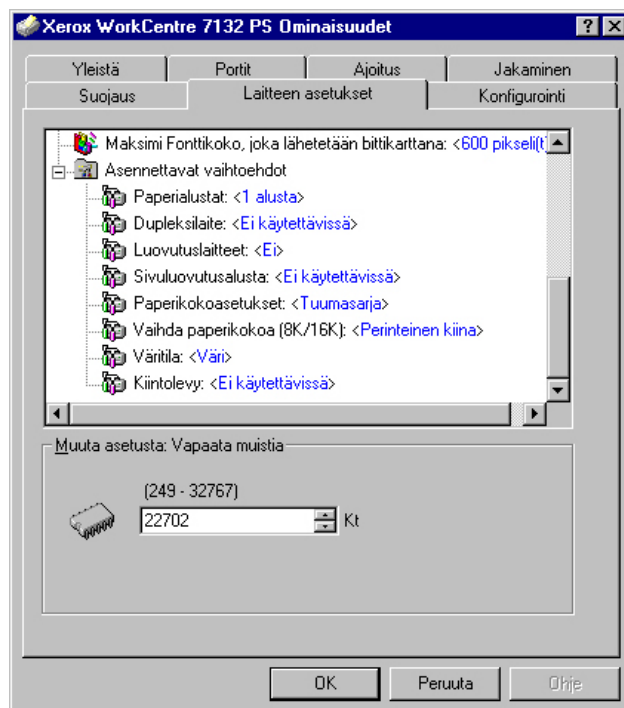 Xerox WorkCentre 7132 PS Ominaisuudet
Yleistä Portit Ajoitus Jakaminen
Suojaus Laitteen asetukset Konfigurointi
Maksimi Fonttikoko, joka lähetetään bittikarttana: <600 pikseli(t)
Asennettavat vaihtoehdot
Paperialustat: <1 alusta>
Dupleksilaite: <Ei käytettävissä>
Luovutuslaitteet: <Ei>
Sivuluovutusalusta: <Ei käytettävissä>
Paperikokoasetukset: <Tuumasarja>
Vaihda paperikokoa (8K/16K): <Perinteinen kiina>
Väritila: <Väri>
Kiintolevy: <Ei käytettävissä>
Muuta asetusta: Vapaata muistia
(249 - 32767)
22702 Kt
OK Peruuta Ohje